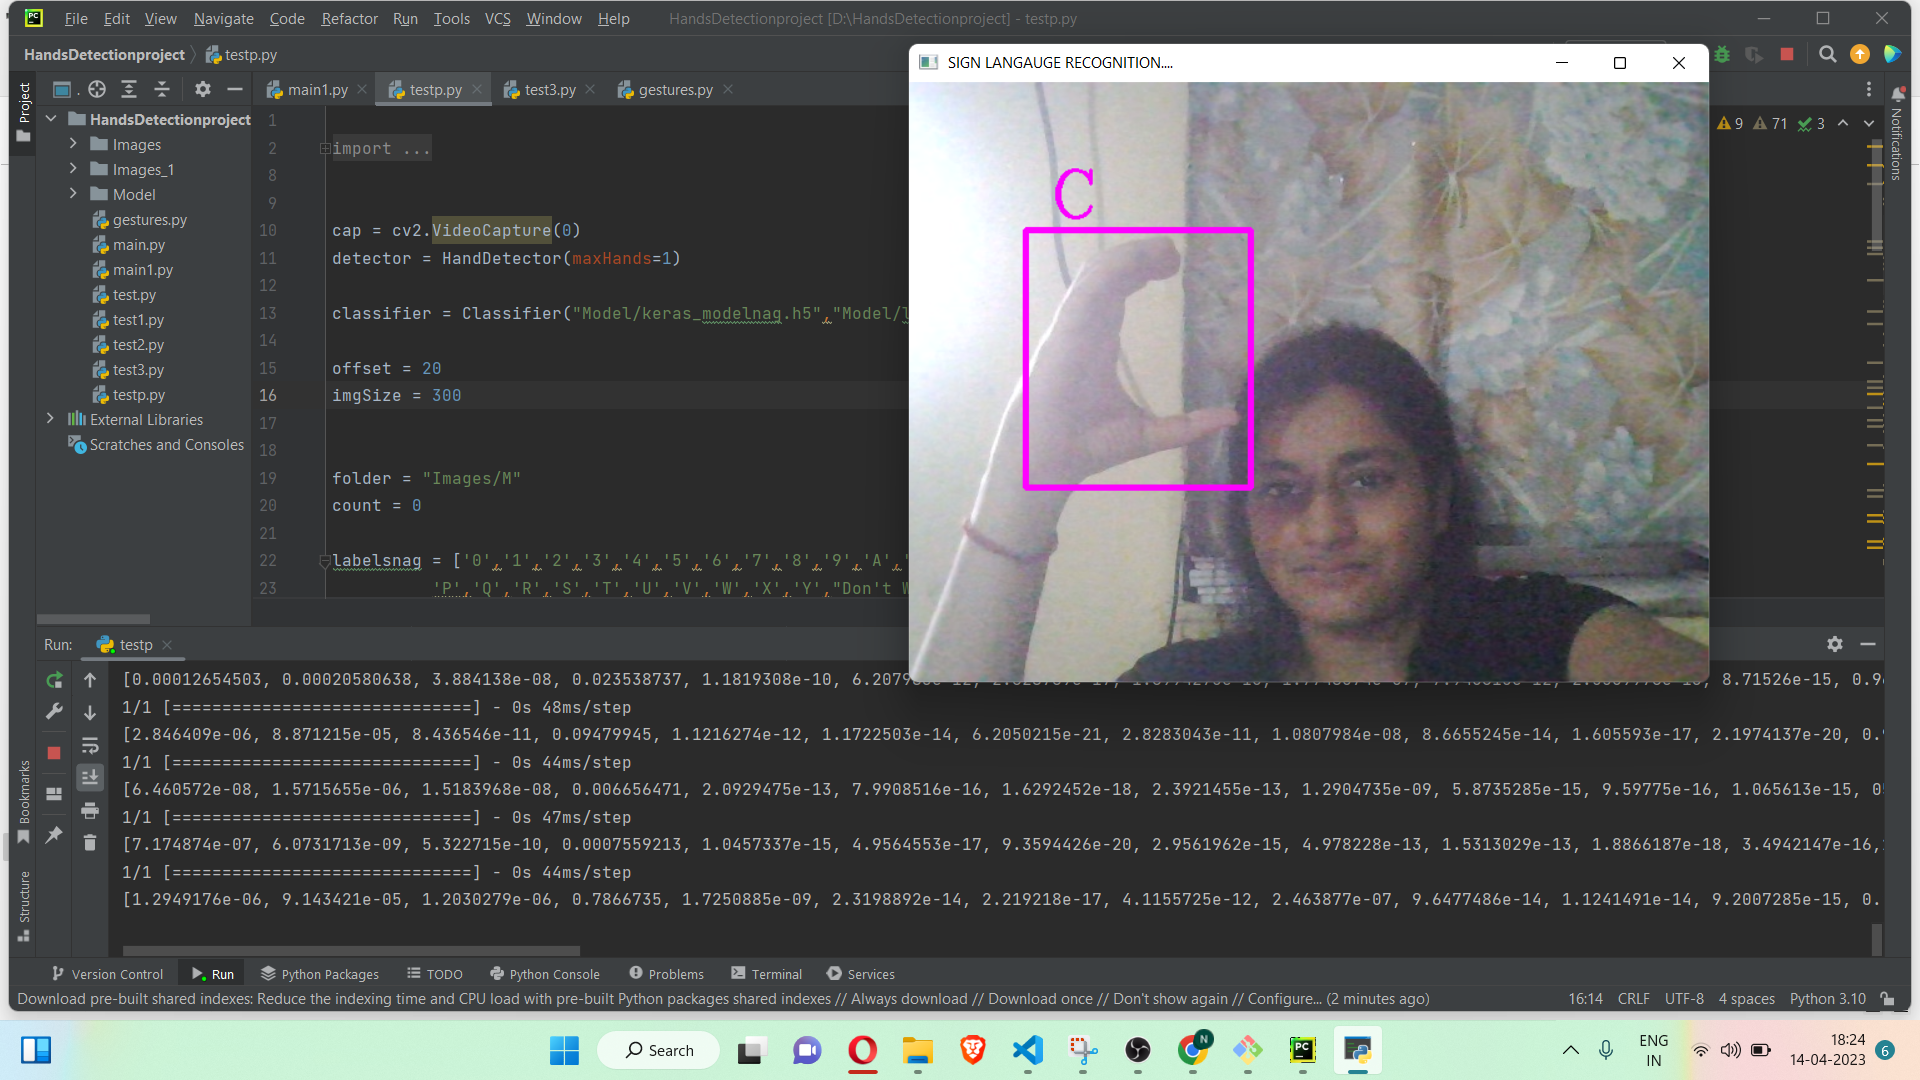 File Edit View Navigate Code Refactor Run Tools VCS Window Help HandsDetectionproject [D:\HandsDetectionproject] - testp.py
HandsDetectionproject testp.py
SIGN LANGAUGE RECOGNITION....
Project
main1.py testp.py test3.py gestures.py
Notifications
9 71 3
C
HandsDetectionproject
Images
Images_1
Model
gestures.py
main.py
main1.py
test.py
test1.py
test2.py
test3.py
testp.py
External Libraries
Scratches and Consoles
1
2 import ...
8
9
10 cap = cv2.VideoCapture(0)
11 detector = HandDetector(maxHands=1)
12
13 classifier = Classifier("Model/keras_modelnag.h5","Model/l
14
15 offset = 20
16 imgSize = 300
17
18
19 folder = "Images/M"
20 count = 0
21
22 labelsnag = ['0','1','2','3','4','5','6','7','8','9','A','
23 'P','Q','R','S','T','U','V','W','X','Y',"Don't W
Run: testp
[0.00012654503, 0.00020580638, 3.884138e-08, 0.023538737, 1.1819308e-10, 8.71526e-15,
1/1 [==============================] - 0s 48ms/step
[2.846409e-06, 8.871215e-05, 8.436546e-11, 0.09479945, 1.1216274e-12, 1.1722503e-14, 6.2050215e-21, 2.8283043e-11, 1.0807984e-08, 8.6655245e-14, 1.605593e-17, 2.1974137e-20,
1/1 [==============================] - 0s 44ms/step
[6.460572e-08, 1.5715655e-06, 1.5183968e-08, 0.006656471, 2.0929475e-13, 7.9908516e-16, 1.6292452e-18, 2.3921455e-13, 1.2904735e-09, 5.8735285e-15, 9.59775e-16, 1.065613e-15,
1/1 [==============================] - 0s 47ms/step
[7.174874e-07, 6.0731713e-09, 5.322715e-10, 0.0007559213, 1.0457337e-15, 4.9564553e-17, 9.3594426e-20, 2.9561962e-15, 4.978228e-13, 1.5313029e-13, 1.8866187e-18, 3.4942147e-16,
1/1 [==============================] - 0s 44ms/step
[1.2949176e-06, 9.143421e-05, 1.2030279e-06, 0.7866735, 1.7250885e-09, 2.3198892e-14, 2.219218e-17, 4.1155725e-12, 2.463877e-07, 9.6477486e-14, 1.1241491e-14, 9.2007285e-15, 0.
Bookmarks
Structure
Version Control Run Python Packages TODO Python Console Problems Terminal Services
Download pre-built shared indexes: Reduce the indexing time and CPU load with pre-built Python packages shared indexes // Always download // Download once // Don't show again // Configure... (2 minutes ago) 16:14 CRLF UTF-8 4 spaces Python 3.10
Search
ENG
IN
18:24
14-04-2023
6